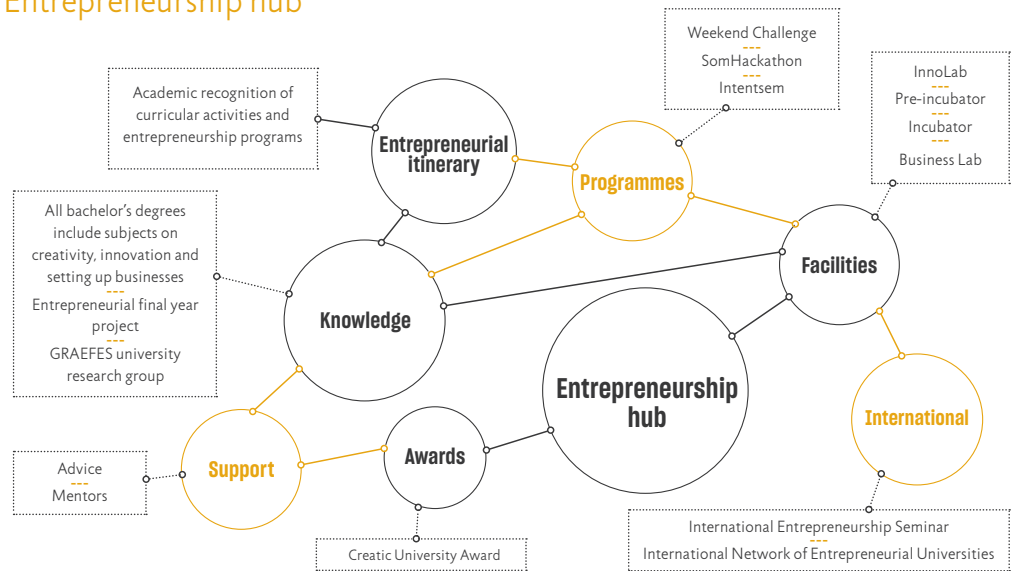 Entrepreneurship hub
Weekend Challenge
---
SomHackathon
---
Intentsem
InnoLab
---
Pre-incubator
---
Incubator
---
Business Lab
Academic recognition of
curricular activities and
entrepreneurship programs
Entrepreneurial
itinerary
Programmes
All bachelor's degrees
include subjects on
creativity, innovation and
setting up businesses
---
Entrepreneurial final year
project
---
GRAEFES university
research group
Knowledge
Facilities
Entrepreneurship
hub
International
Support
Awards
Advice
---
Mentors
Creatic University Award
International Entrepreneurship Seminar
---
International Network of Entrepreneurial Universities